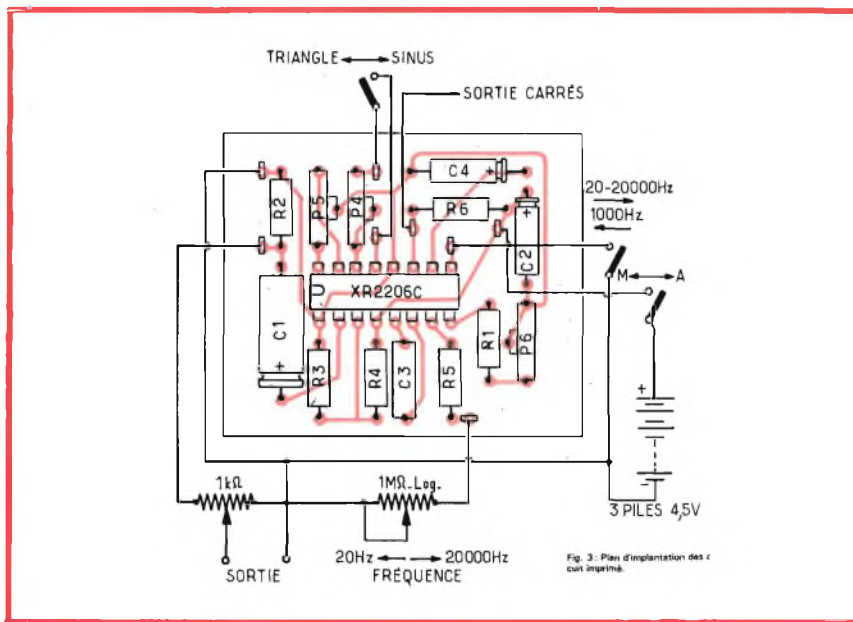 TRIANGLE SINUS
SORTIE CARRÉS
C4
20-20000Hz
R2
P5
P4
R6
1000Hz
C2
M A
U
XR2206C
C1
R1
P6
R3
R4
C3
R5
1kΩ
1MΩ-Log.
3 PILES 4,5V
20Hz 20000Hz
SORTIE
FRÉQUENCE
Fig. 3 : Plan d'implantation des
cuit imprimé.